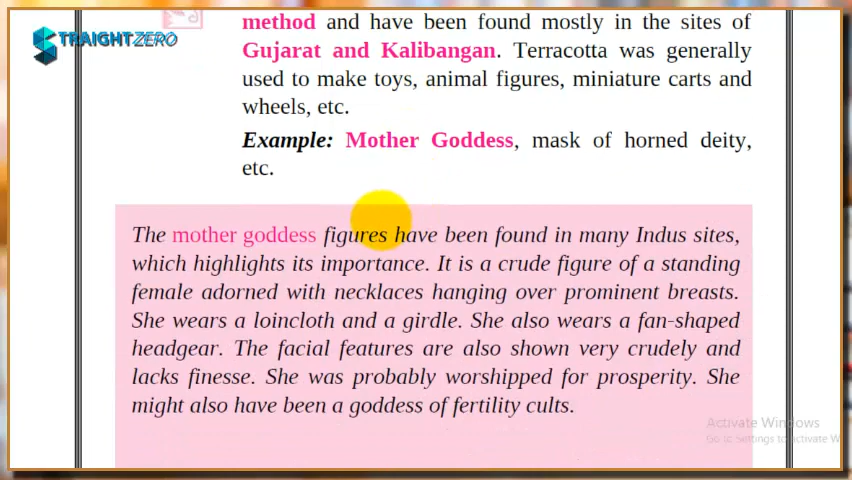 STRAIGHTZERO
method and have been found mostly in the sites of
Gujarat and Kalibangan. Terracotta was generally
used to make toys, animal figures, miniature carts and
wheels, etc.
Example: Mother Goddess, mask of horned deity,
etc.
The mother goddess figures have been found in many Indus sites,
which highlights its importance. It is a crude figure of a standing
female adorned with necklaces hanging over prominent breasts.
She wears a loincloth and a girdle. She also wears a fan-shaped
headgear. The facial features are also shown very crudely and
lacks finesse. She was probably worshipped for prosperity. She
might also have been a goddess of fertility cults.
Activate Windows
Go to Settings to activate W